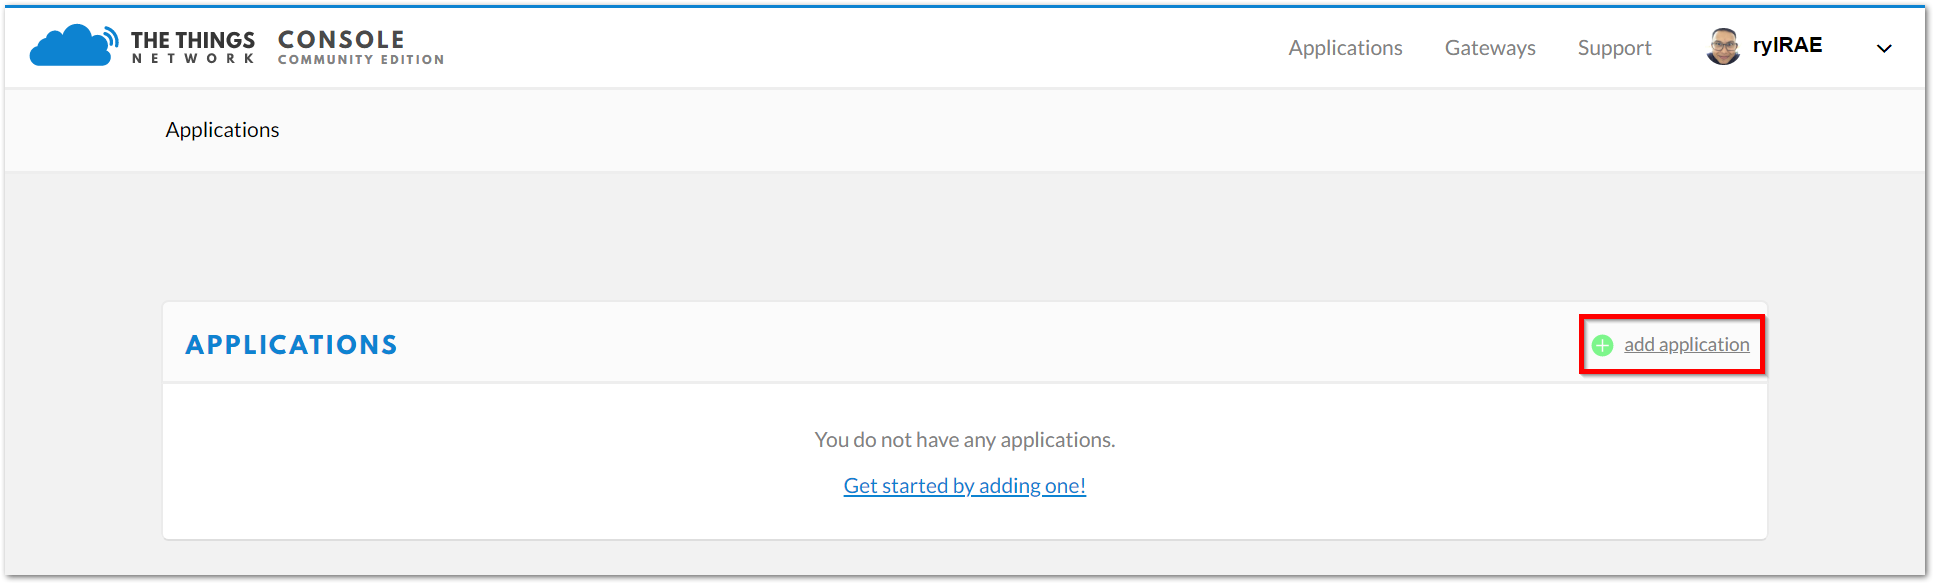 THE THINGS
NETWORK
CONSOLE
COMMUNITY EDITION
Applications
Gateways
Support
ryIRAE
Applications
APPLICATIONS
add application
You do not have any applications.
Get started by adding one!